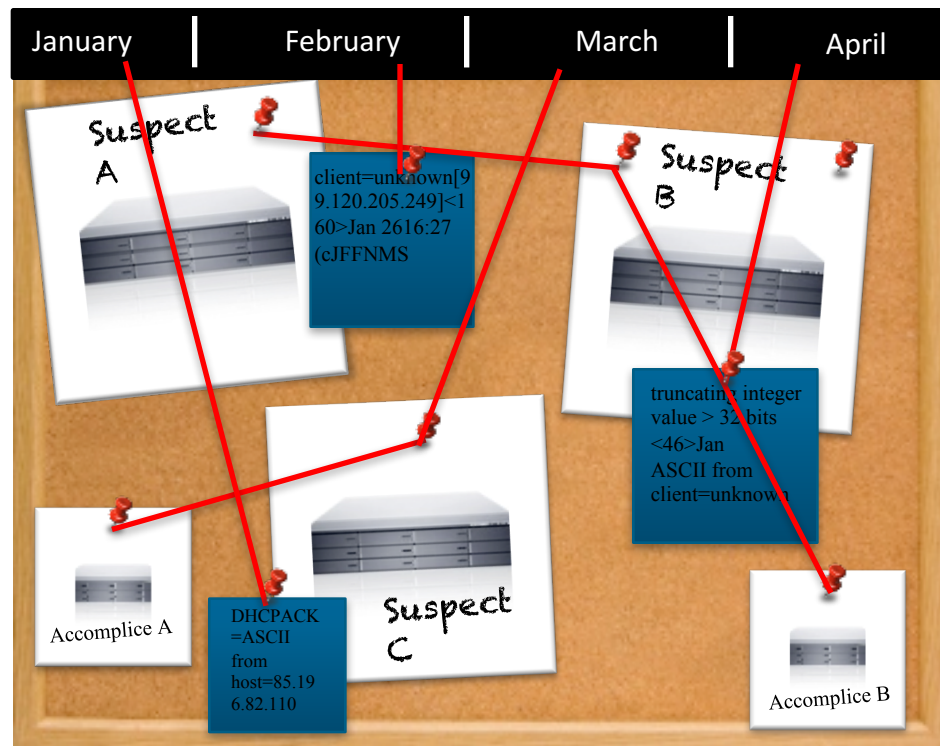 January
February
March
April
Suspect
A
client=unknown[9
9.120.205.249]<1
60>Jan 2616:27
(cJFFNMS
Suspect
B
truncating integer
value > 32 bits
<46>Jan
ASCII from
client=unknown
Accomplice A
DHCPACK
=ASCII
from
host=85.19
6.82.110
Suspect
C
Accomplice B